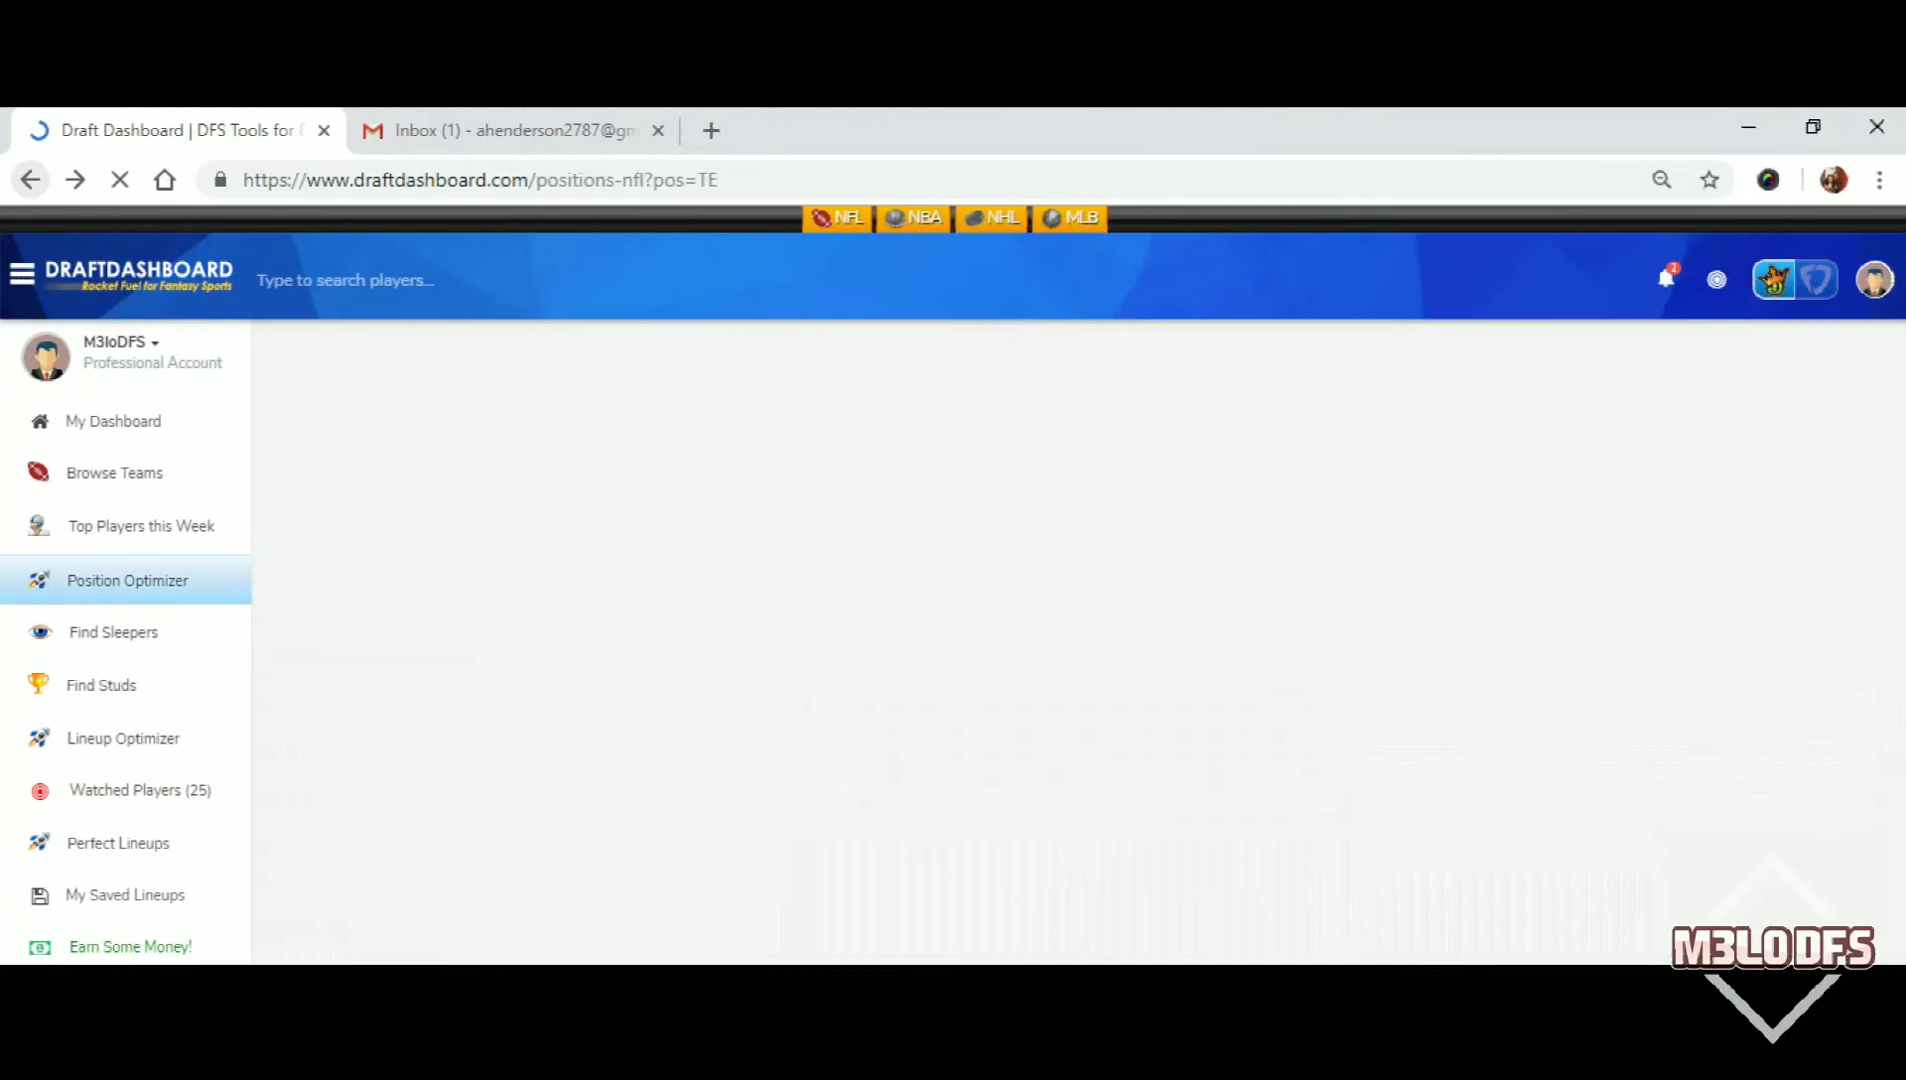 Draft Dashboard | DFS Tools for
Inbox (1) - ahenderson2787@gm
https://www.draftdashboard.com/positions-nfl?pos=TE
NFL NBA NHL MLB
DRAFTDASHBOARD
Rocket Fuel for Fantasy Sports
Type to search players...
2
M3loDFS
Professional Account
My Dashboard
Browse Teams
Top Players this Week
Position Optimizer
Find Sleepers
Find Studs
Lineup Optimizer
Watched Players (25)
Perfect Lineups
My Saved Lineups
Earn Some Money!
M3LODFS